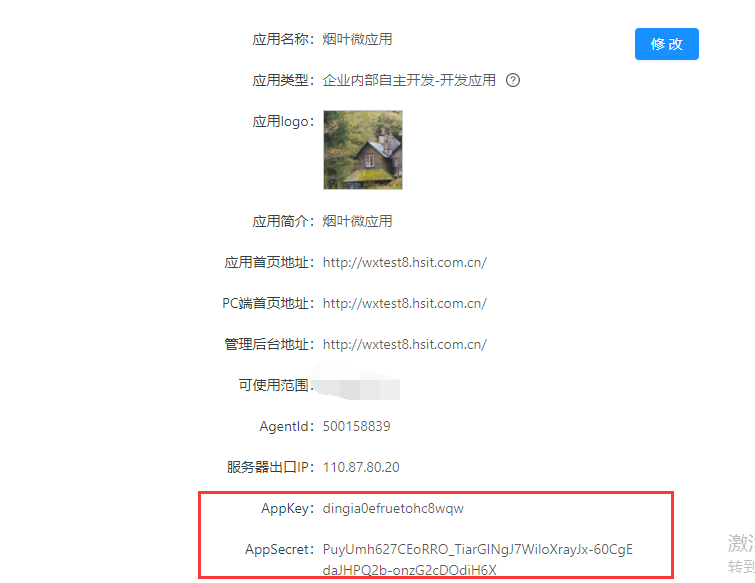 应用名称: 烟叶微应用
修 改
应用类型: 企业内部自主开发-开发应用 ?
应用logo:
应用简介: 烟叶微应用
应用首页地址: http://wxtest8.hsit.com.cn/
PC端首页地址: http://wxtest8.hsit.com.cn/
管理后台地址: http://wxtest8.hsit.com.cn/
可使用范围:
AgentId: 500158839
服务器出口IP: 110.87.80.20
AppKey: dingia0efruetohc8wqw
AppSecret: PuyUmh627CEoRRO_TiarGINgJ7WiloXrayJx-60CgE
daJHPQ2b-onzG2cDOdiH6X
转到